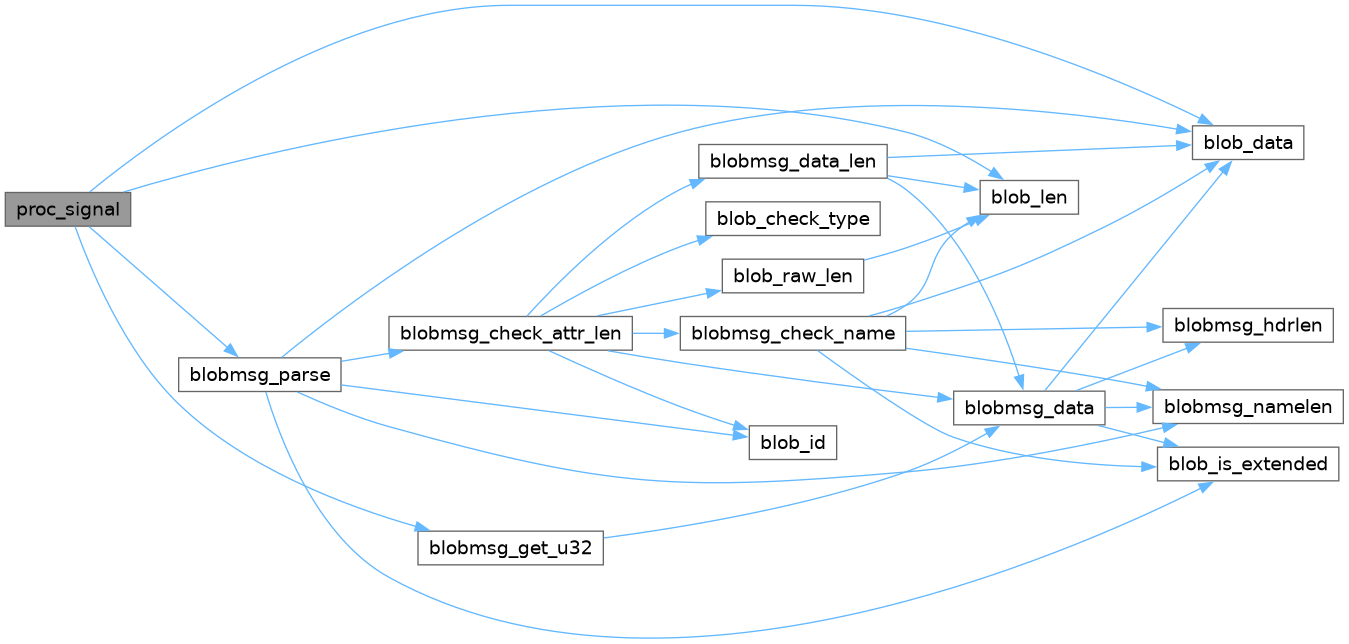 proc_signal
blobmsg_parse
blobmsg_check_attr_len
blobmsg_get_u32
blobmsg_data_len
blob_check_type
blob_raw_len
blobmsg_check_name
blob_id
blob_len
blobmsg_data
blob_data
blobmsg_hdrlen
blobmsg_namelen
blob_is_extended